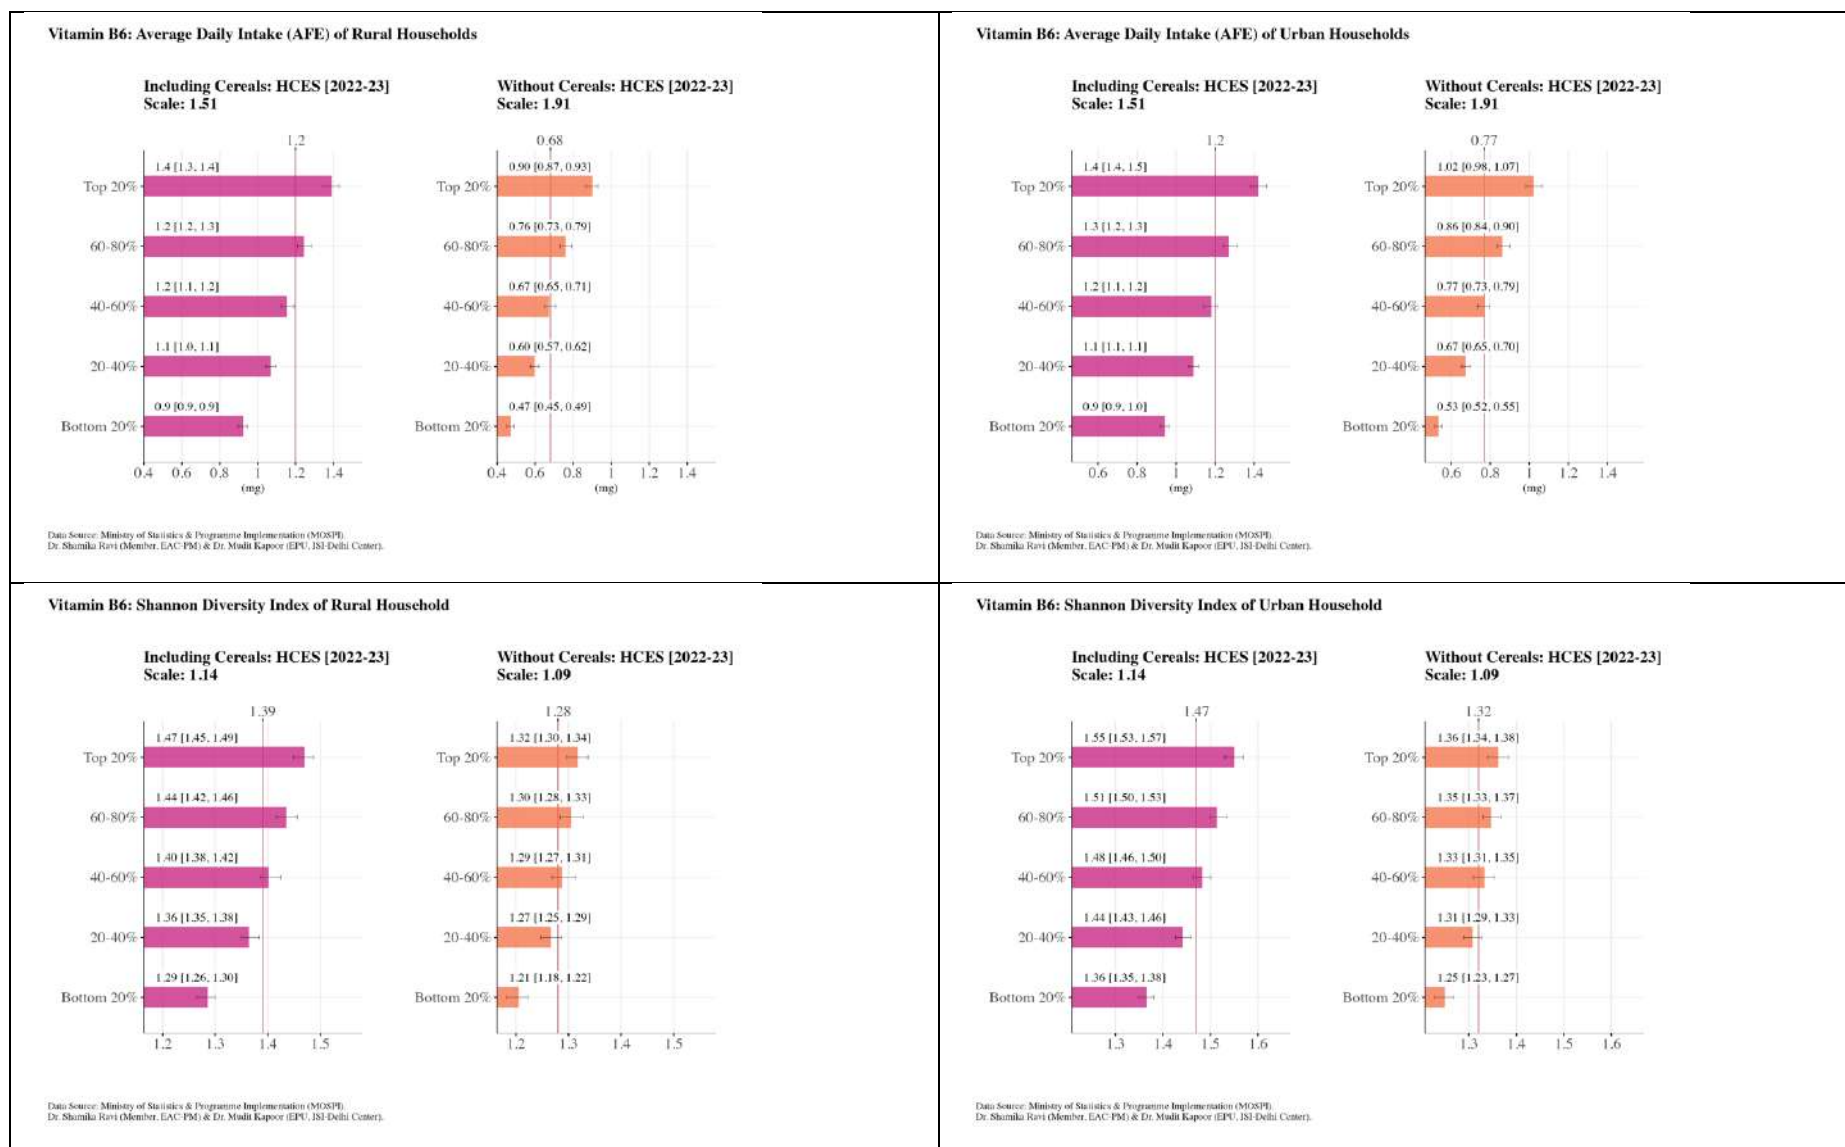 Vitamin B6: Average Daily Intake (AFE) of Rural Households
Including Cereals: HCES [2022-23]
Scale: 1.51
1.2
Top 20%
1.4 [1.3, 1.4]
60-80%
1.2 [1.2, 1.3]
40-60%
1.2 [1.1, 1.2]
20-40%
1.1 [1.0, 1.1]
Bottom 20%
0.9 [0.9, 0.9]
0.4 0.6 0.8 1 1.2 1.4
(mg)
Without Cereals: HCES [2022-23]
Scale: 1.91
0.68
Top 20%
0.90 [0.87, 0.93]
60-80%
0.76 [0.73, 0.79]
40-60%
0.67 [0.65, 0.71]
20-40%
0.60 [0.57, 0.62]
Bottom 20%
0.47 [0.45, 0.49]
0.4 0.6 0.8 1 1.2 1.4
(mg)
Data Source: Ministry of Statistics & Programme Implementation (MOSPI).
Dr. Shamika Ravi (Member, EAC-PM) & Dr. Mudit Kapoor (EPU, ISI-Delhi Center).
Vitamin B6: Average Daily Intake (AFE) of Urban Households
Including Cereals: HCES [2022-23]
Scale: 1.51
1.2
Top 20%
1.4 [1.4, 1.5]
60-80%
1.3 [1.2, 1.3]
40-60%
1.2 [1.1, 1.2]
20-40%
1.1 [1.1, 1.1]
Bottom 20%
0.9 [0.9, 1.0]
0.6 0.8 1 1.2 1.4
(mg)
Without Cereals: HCES [2022-23]
Scale: 1.91
0.77
Top 20%
1.02 [0.98, 1.07]
60-80%
0.86 [0.84, 0.90]
40-60%
0.77 [0.73, 0.79]
20-40%
0.67 [0.65, 0.70]
Bottom 20%
0.53 [0.52, 0.55]
0.6 0.8 1 1.2 1.4
(mg)
Data Source: Ministry of Statistics & Programme Implementation (MOSPI).
Dr. Shamika Ravi (Member, EAC-PM) & Dr. Mudit Kapoor (EPU, ISI-Delhi Center).
Vitamin B6: Shannon Diversity Index of Rural Household
Including Cereals: HCES [2022-23]
Scale: 1.14
1.39
Top 20%
1.47 [1.45, 1.49]
60-80%
1.44 [1.42, 1.46]
40-60%
1.40 [1.38, 1.42]
20-40%
1.36 [1.35, 1.38]
Bottom 20%
1.29 [1.26, 1.30]
1.2 1.3 1.4 1.5
Without Cereals: HCES [2022-23]
Scale: 1.09
1.28
Top 20%
1.32 [1.30, 1.34]
60-80%
1.30 [1.28, 1.33]
40-60%
1.29 [1.27, 1.31]
20-40%
1.27 [1.25, 1.29]
Bottom 20%
1.21 [1.18, 1.22]
1.2 1.3 1.4 1.5
Data Source: Ministry of Statistics & Programme Implementation (MOSPI).
Dr. Shamika Ravi (Member, EAC-PM) & Dr. Mudit Kapoor (EPU, ISI-Delhi Center).
Vitamin B6: Shannon Diversity Index of Urban Household
Including Cereals: HCES [2022-23]
Scale: 1.14
1.47
Top 20%
1.55 [1.53, 1.57]
60-80%
1.51 [1.50, 1.53]
40-60%
1.48 [1.46, 1.50]
20-40%
1.44 [1.43, 1.46]
Bottom 20%
1.36 [1.35, 1.38]
1.3 1.4 1.5 1.6
Without Cereals: HCES [2022-23]
Scale: 1.09
1.32
Top 20%
1.36 [1.34, 1.38]
60-80%
1.35 [1.33, 1.37]
40-60%
1.33 [1.31, 1.35]
20-40%
1.31 [1.29, 1.33]
Bottom 20%
1.25 [1.23, 1.27]
1.3 1.4 1.5 1.6
Data Source: Ministry of Statistics & Programme Implementation (MOSPI).
Dr. Shamika Ravi (Member, EAC-PM) & Dr. Mudit Kapoor (EPU, ISI-Delhi Center).